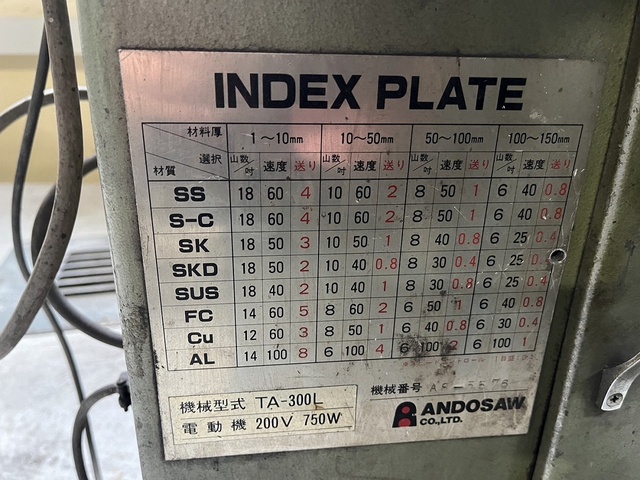 INDEX PLATE
材料厚 1～10mm 10～50mm 50～100mm 100～150mm
選択 材質 山数/吋 速度 送り 山数/吋 速度 送り 山数/吋 速度 送り 山数/吋 速度 送り
SS 18 60 4 10 60 2 8 50 1 6 40 0.8
S-C 18 60 4 10 60 2 8 50 1 6 40 0.8
SK 18 50 3 10 50 1 8 40 0.8 6 25 0.4
SKD 18 50 2 10 40 0.8 8 30 0.4 6 25 0.4
SUS 18 40 2 10 40 1 8 30 0.8 6 25 0.4
FC 14 60 5 8 60 2 6 50 1 6 40 0.8
Cu 12 60 3 8 50 1 6 40 0.8 6 30 0.4
AL 14 100 8 6 100 4 6 100 2 6 100 1
機械型式 TA-300L
電動機 200V 750W
機械番号
ANDOSAW
CO.,LTD.